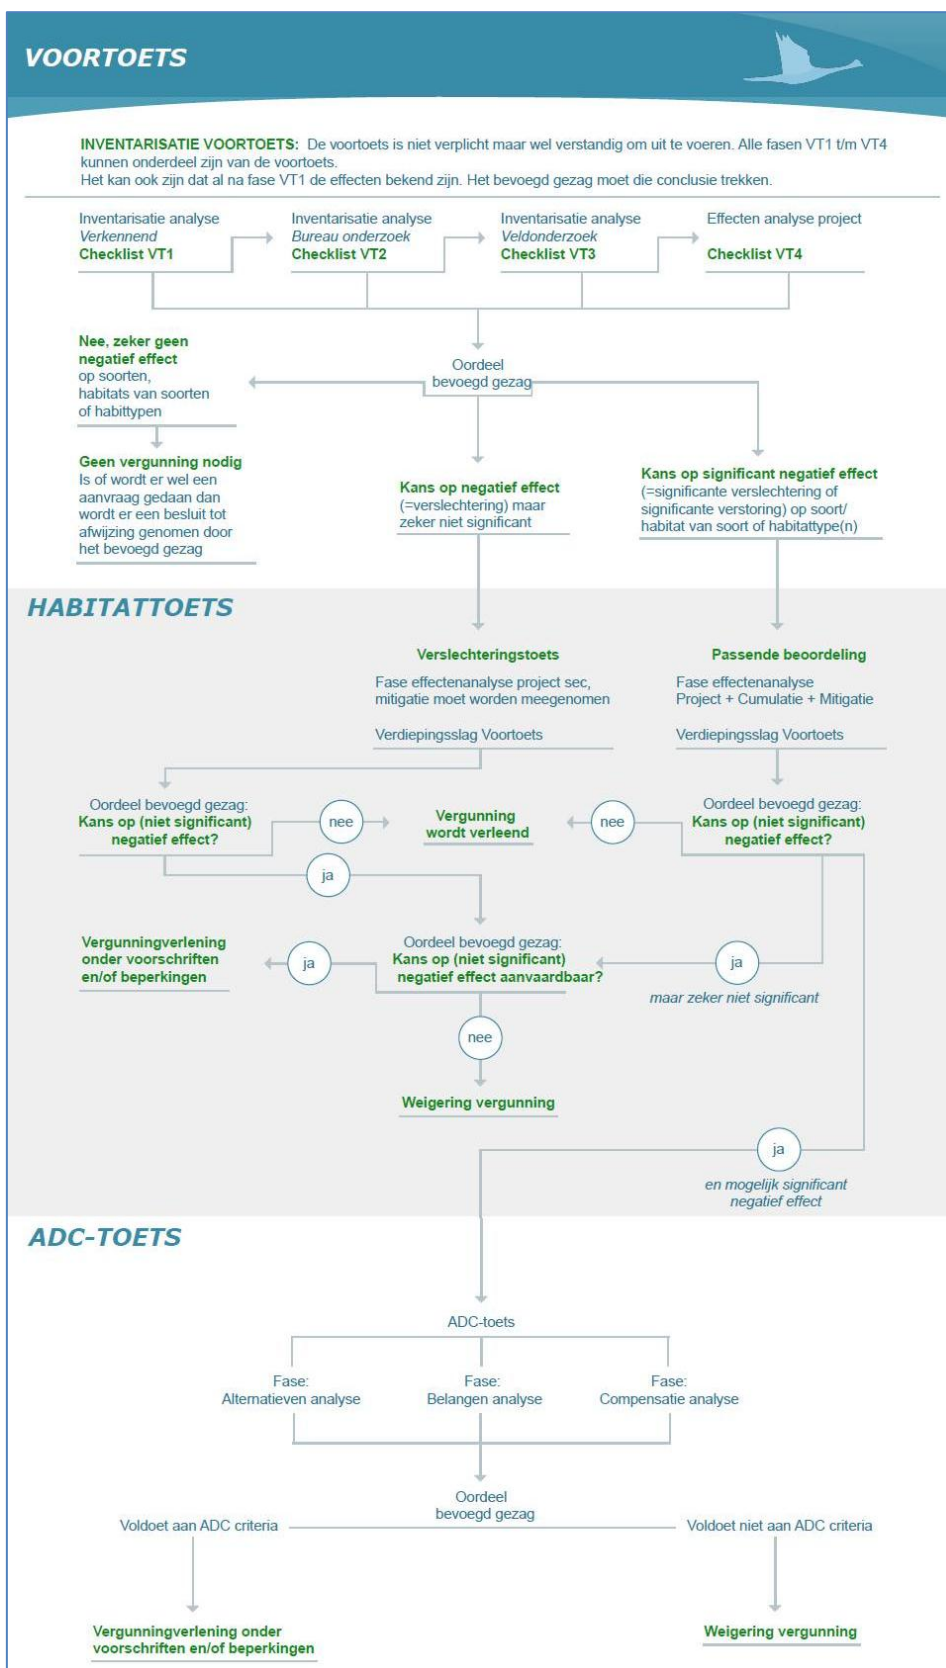 VOORTOETS
INVENTARISATIE VOORTOETS: De voortoets is niet verplicht maar wel verstandig om uit te voeren. Alle fasen VT1 t/m VT4
kunnen onderdeel zijn van de voortoets.
Het kan ook zijn dat al na fase VT1 de effecten bekend zijn. Het bevoegd gezag moet die conclusie trekken.
Inventarisatie analyse
Verkennend
Checklist VT1
Inventarisatie analyse
Bureau onderzoek
Checklist VT2
Inventarisatie analyse
Veldonderzoek
Checklist VT3
Effecten analyse project
Checklist VT4
Oordeel
bevoegd gezag
Nee, zeker geen
negatief effect
op soorten,
habitats van soorten
of habittypen
Geen vergunning nodig
Is of wordt er wel een
aanvraag gedaan dan
wordt er een besluit tot
afwijzing genomen door
het bevoegd gezag
Kans op negatief effect
(=verslechtering) maar
zeker niet significant
Kans op significant negatief effect
(=significante verslechtering of
significante verstoring) op soort/
habitat van soort of habitattype(n)
HABITATTOETS
Verslechteringstoets
Fase effectenanalyse project sec,
mitigatie moet worden meegenomen
Verdiepingsslag Voortoets
Passende beoordeling
Fase effectenanalyse
Project + Cumulatie + Mitigatie
Verdiepingsslag Voortoets
Oordeel bevoegd gezag:
Kans op (niet significant)
negatief effect?
nee
Vergunning
wordt verleend
nee
Oordeel bevoegd gezag:
Kans op (niet significant)
negatief effect?
ja
Vergunningverlening
onder voorschriften
en/of beperkingen
ja
Oordeel bevoegd gezag:
Kans op (niet significant)
negatief effect aanvaardbaar?
ja
maar zeker niet significant
nee
Weigering vergunning
ja
en mogelijk significant
negatief effect
ADC-TOETS
ADC-toets
Fase:
Alternatieven analyse
Fase:
Belangen analyse
Fase:
Compensatie analyse
Oordeel
bevoegd gezag
Voldoet aan ADC criteria
Voldoet niet aan ADC criteria
Vergunningverlening onder
voorschriften en/of beperkingen
Weigering vergunning